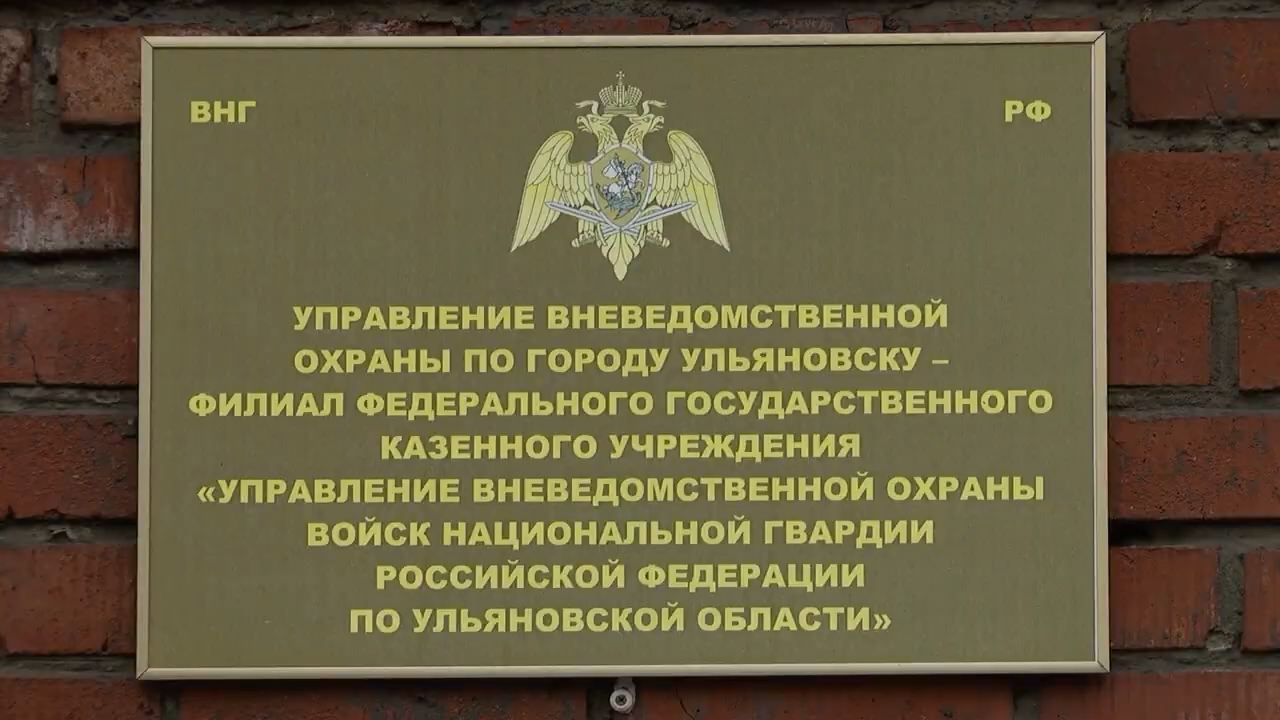 ВНГ РФ
УПРАВЛЕНИЕ ВНЕВЕДОМСТВЕННОЙ
ОХРАНЫ ПО ГОРОДУ УЛЬЯНОВСКУ –
ФИЛИАЛ ФЕДЕРАЛЬНОГО ГОСУДАРСТВЕННОГО
КАЗЕННОГО УЧРЕЖДЕНИЯ
«УПРАВЛЕНИЕ ВНЕВЕДОМСТВЕННОЙ ОХРАНЫ
ВОЙСК НАЦИОНАЛЬНОЙ ГВАРДИИ
РОССИЙСКОЙ ФЕДЕРАЦИИ
ПО УЛЬЯНОВСКОЙ ОБЛАСТИ»